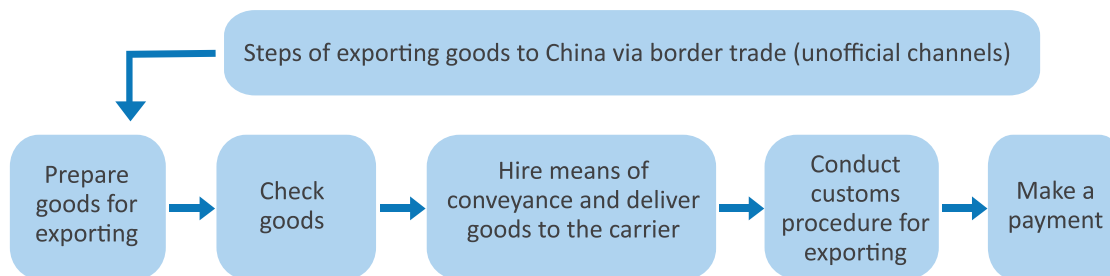 Steps of exporting goods to China via border trade (unofficial channels)
Prepare
goods for
exporting
Check
goods
Hire means of
conveyance and deliver
goods to the carrier
Conduct
customs
procedure for
exporting
Make a
payment